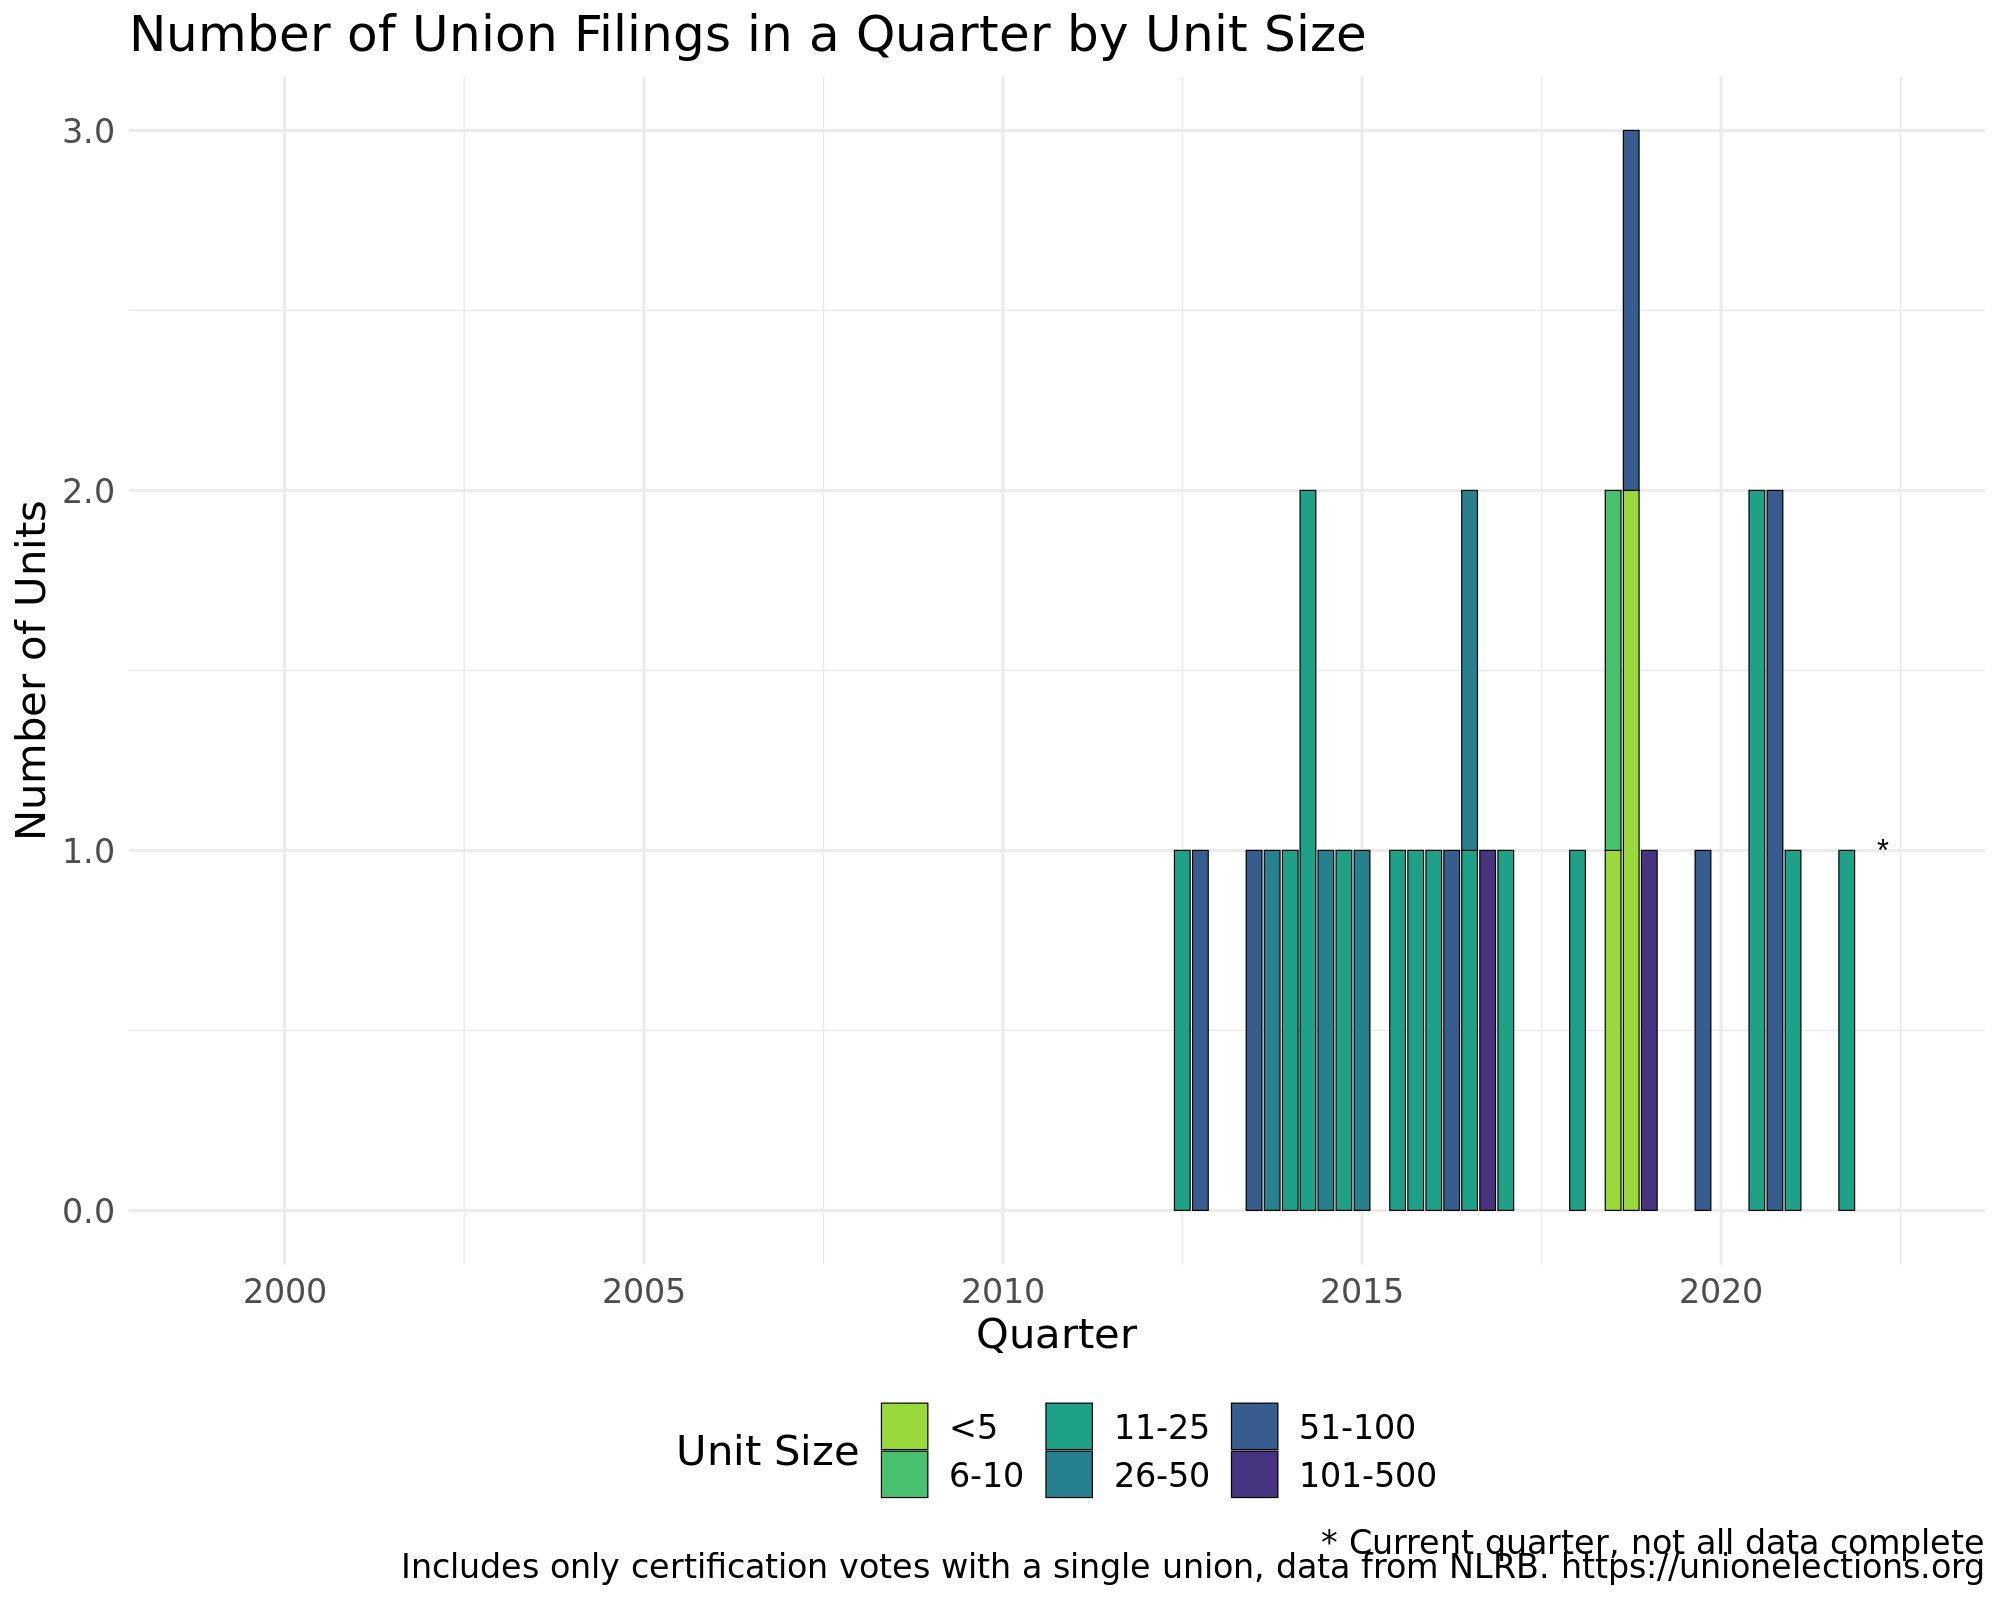 Number of Union Filings in a Quarter by Unit Size
Number of Units
3.0
2.0
1.0
0.0
*
2000 2005 2010 2015 2020
Quarter
Unit Size
<5 11-25 51-100
6-10 26-50 101-500
* Current quarter, not all data complete
Includes only certification votes with a single union, data from NLRB. https://unionelections.org